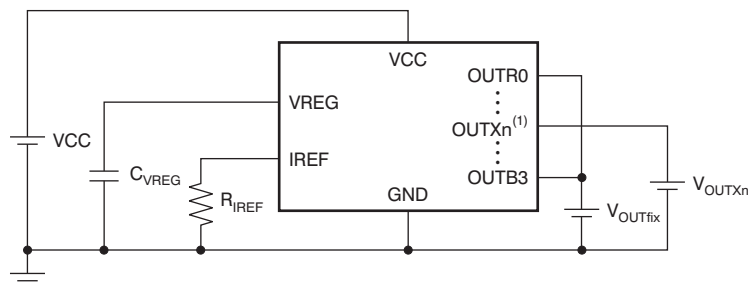 VCC
OUTR0
VREG
OUTXn(1)
VCC
IREF
CVREG
OUTB3
RIREF
GND
VOUTXn
VOUTfix